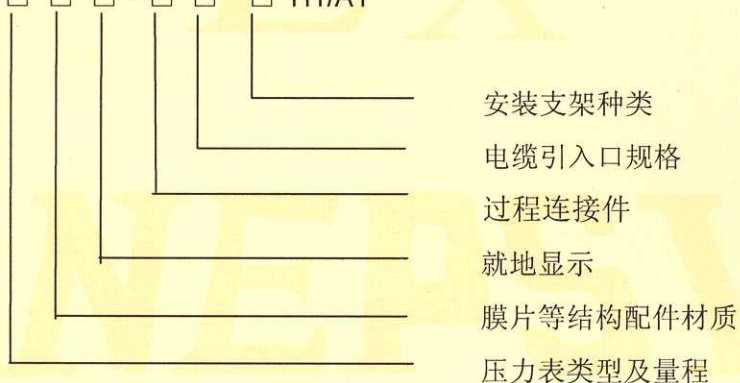 安装支架种类
电缆引入口规格
过程连接件
就地显示
膜片等结构配件材质
压力表类型及量程
NEPSI